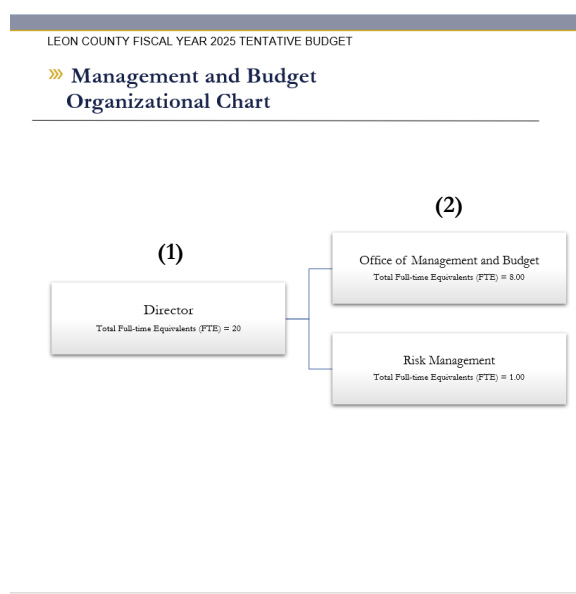 LEON COUNTY FISCAL YEAR 2025 TENTATIVE BUDGET
»» Management and Budget
Organizational Chart
(2)
(1)
Office of Management and Budget
Total Full-time Equivalents (FTE) = 8.00
Director
Total Full-time Equivalents (FTE) = 20
Risk Management
Total Full-time Equivalents (FTE) = 1.00